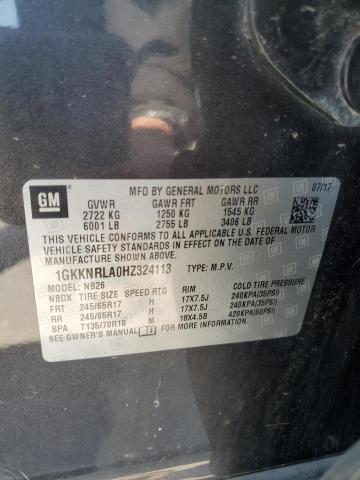 GM
MFD BY GENERAL MOTORS LLC 07/17
GVWR GAWR FRT GAWR RR
2722 KG 1250 KG 1545 KG
6001 LB 2755 LB 3406 LB
THIS VEHICLE CONFORMS TO ALL APPLICABLE U.S. FEDERAL MOTOR
VEHICLE SAFETY STANDARDS IN EFFECT ON THE DATE OF
MANUFACTURE SHOWN ABOVE.
1GKKNRLA0HZ324113 TYPE: M.P.V.
MODEL: NB26
NBDX TIRE SIZE SPEED RTG RIM COLD TIRE PRESSURE
FRT 245/65R17 H 17X7.5J 240KPA(35PSI)
RR 245/65R17 H 17X7.5J 240KPA(35PSI)
SPA T135/70R18 M 18X4.5B 420KPA(60PSI)
SEE OWNER'S MANUAL FOR ADDITIONAL INFORMATION.